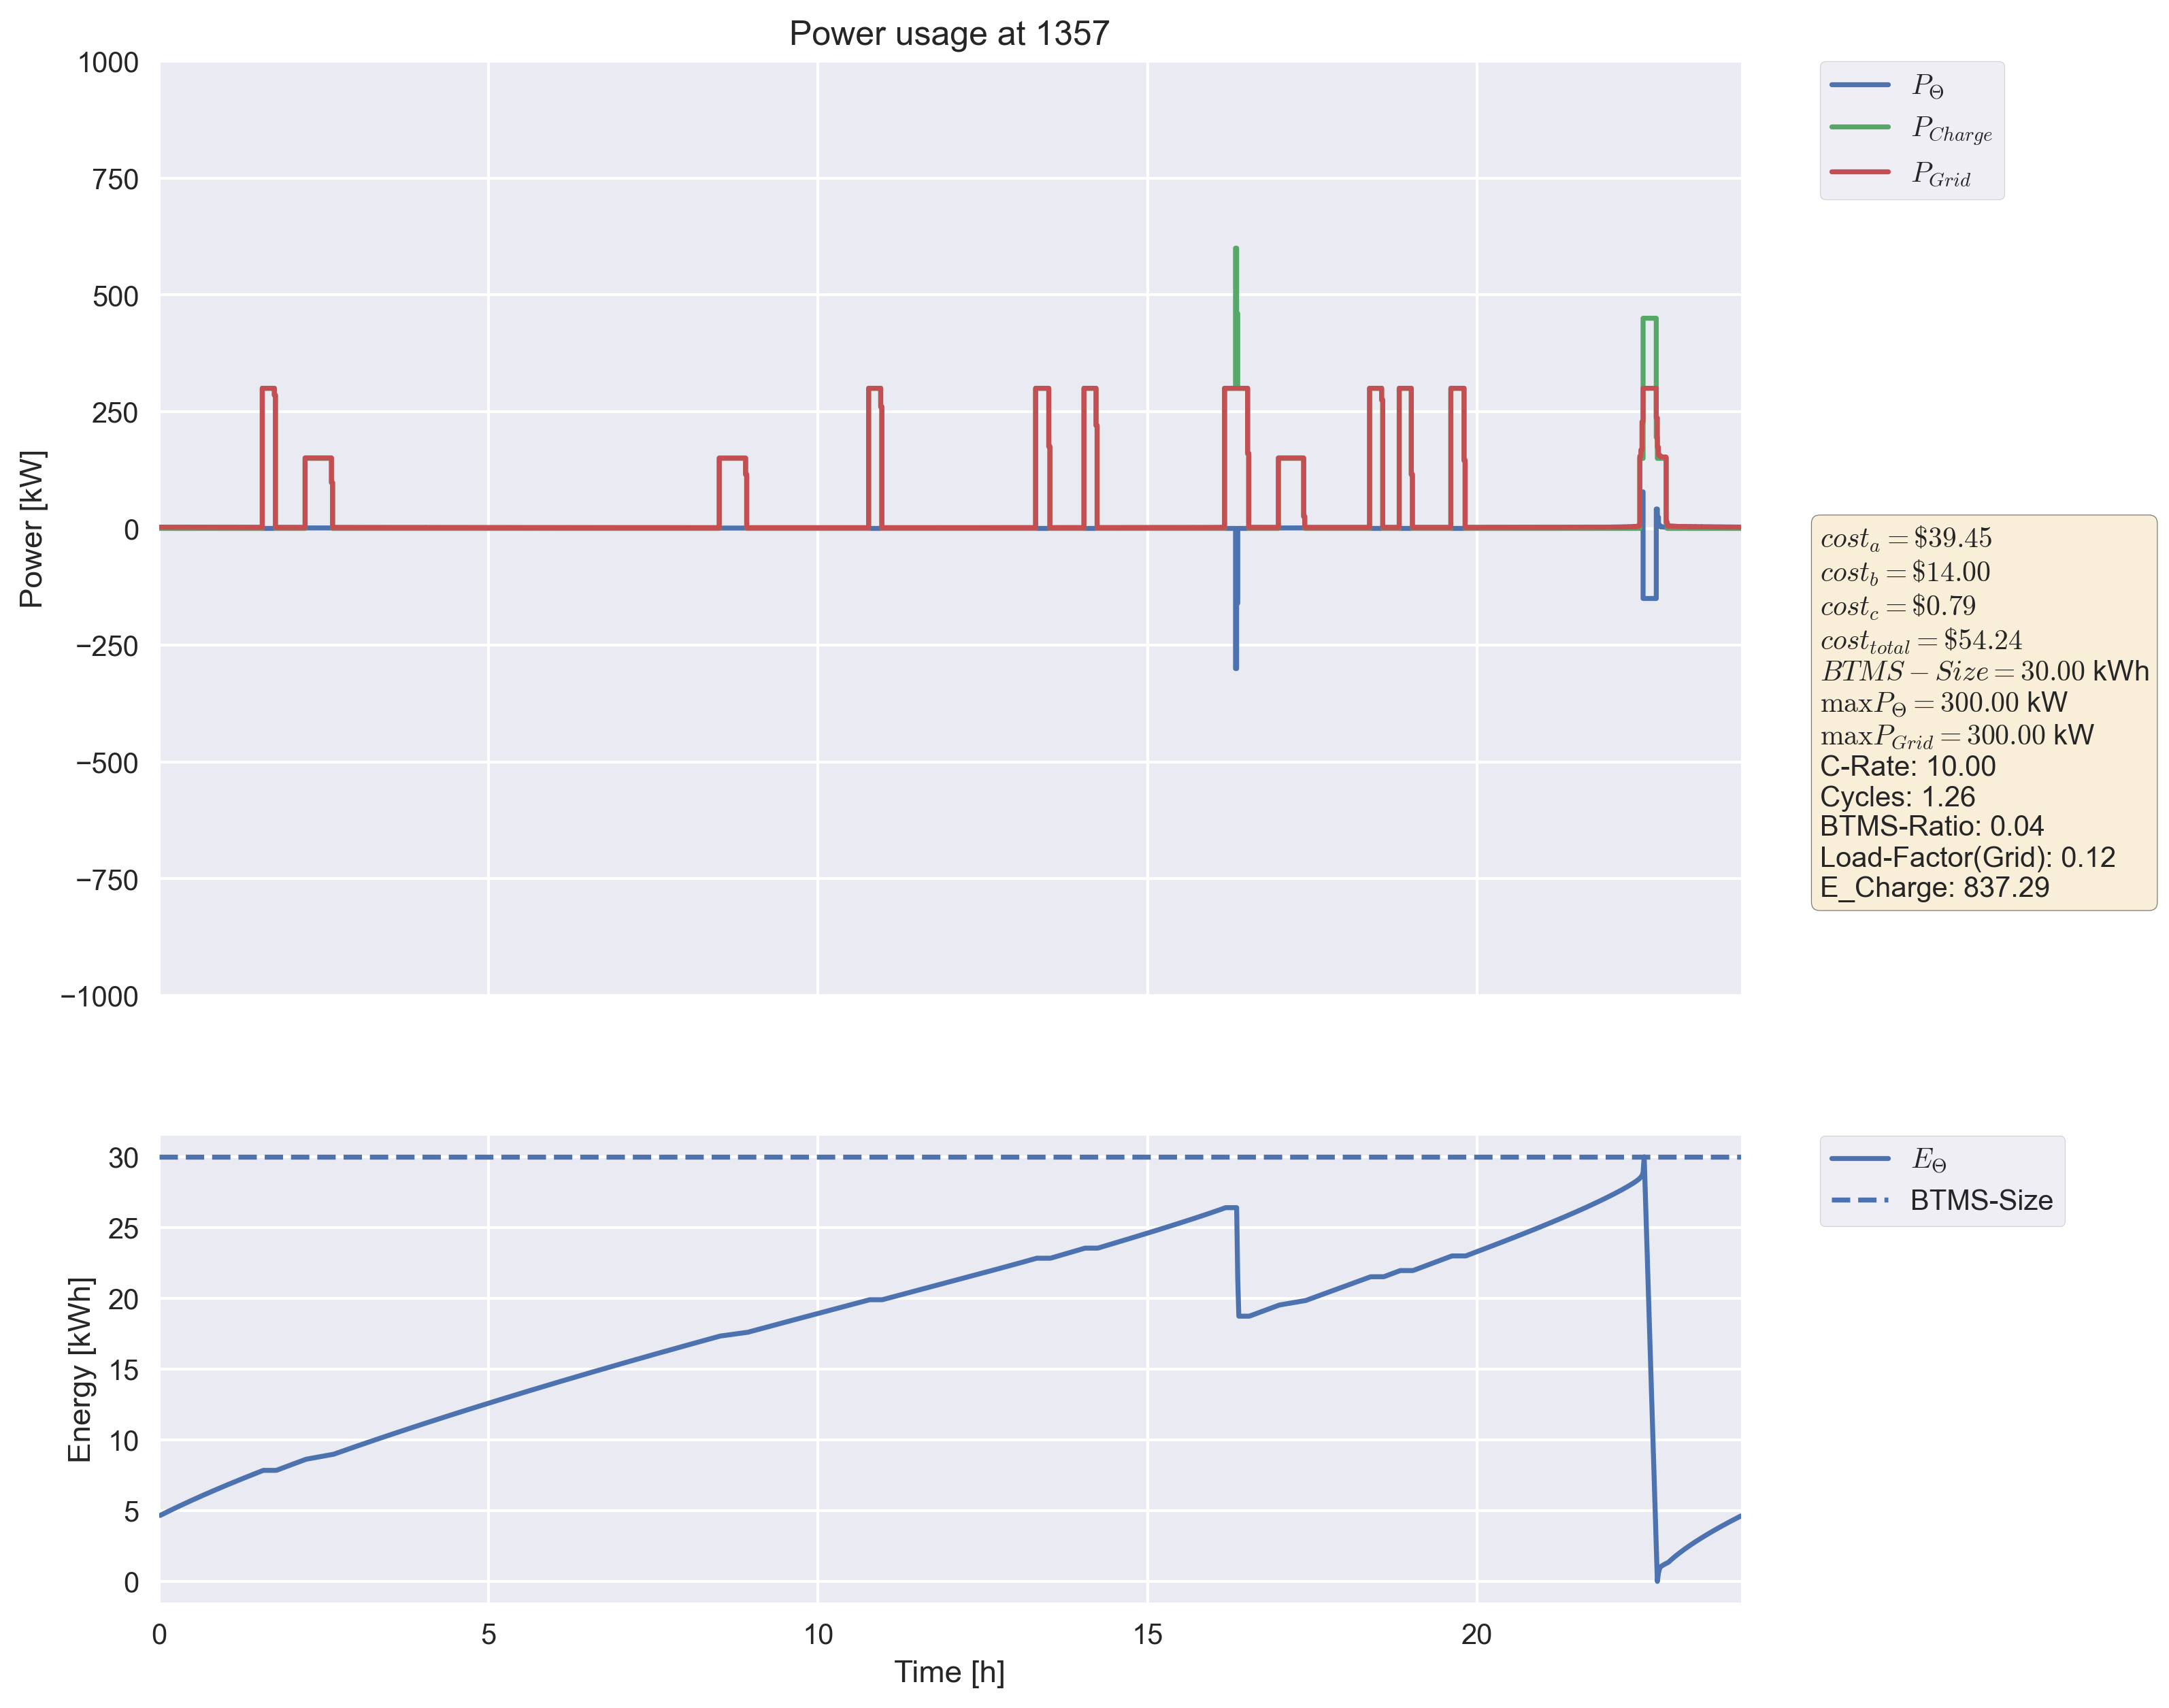 Power usage at 1357
1000
750
500
250
0
−250
−500
−750
−1000
Power [kW]
P_Θ
P_Charge
P_Grid
cost_a = $39.45
cost_b = $14.00
cost_c = $0.79
cost_total = $54.24
BTMS − Size = 30.00 kWh
maxP_Θ = 300.00 kW
maxP_Grid = 300.00 kW
C-Rate: 10.00
Cycles: 1.26
BTMS-Ratio: 0.04
Load-Factor(Grid): 0.12
E_Charge: 837.29
30
25
20
15
10
5
0
Energy [kWh]
E_Θ
BTMS-Size
0 5 10 15 20
Time [h]